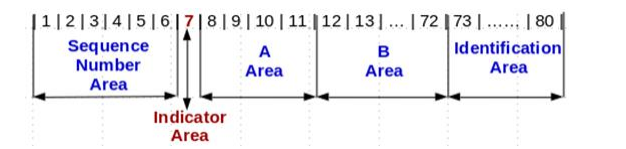 | 1 | 2 | 3 | 4 | 5 | 6 | 7 | 8 | 9 | 10 | 11 | 12 | 13 | ... | 72 | 73 | ...... | 80 |
Sequence
Number
Area
A
Area
B
Area
Identification
Area
Indicator
Area